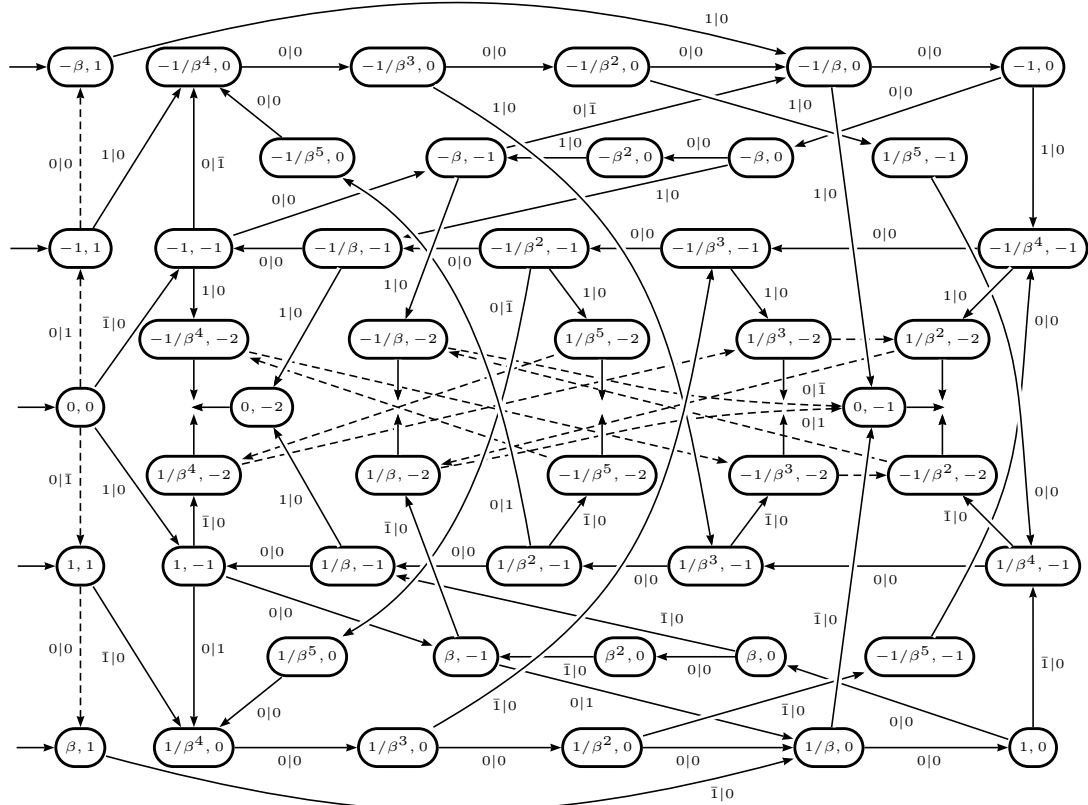 1|0
−β, 1 −1/β⁴, 0 0|0 −1/β³, 0 0|0 −1/β², 0 0|0 −1/β, 0 0|0 −1, 0
0|0 1|0 0|1̄ 1|0 0|0
0|0 1|0 0|1̄ −1/β⁵, 0 −β, −1 1|0 −β², 0 0|0 −β, 0 1/β⁵, −1 1|0
0|0 1|0 1|0
−1, 1 −1, −1 0|0 −1/β, −1 0|0 −1/β², −1 0|0 −1/β³, −1 0|0 −1/β⁴, −1
1|0 1|0 1|0 1|0 1|0
0|1 1̄|0 1|0 0|1̄ 0|0
−1/β⁴, −2 −1/β, −2 1/β⁵, −2 1/β³, −2 1/β², −2
0|1̄
0, 0 0, −2 0, −1
0|1
0|1̄ 1|0 1/β⁴, −2 1/β, −2 −1/β⁵, −2 −1/β³, −2 −1/β², −2
1|0 0|1 0|0
1̄|0 1̄|0 1̄|0 1̄|0 1̄|0
1, 1 1, −1 0|0 1/β, −1 0|0 1/β², −1 0|0 1/β³, −1 0|0 1/β⁴, −1
0|0 1̄|0
0|0 1̄|0 0|1 1/β⁵, 0 β, −1 1̄|0 β², 0 0|0 β, 0 −1/β⁵, −1 1̄|0
0|0 1̄|0 0|1 1̄|0 0|0
β, 1 1/β⁴, 0 0|0 1/β³, 0 0|0 1/β², 0 0|0 1/β, 0 0|0 1, 0
1̄|0